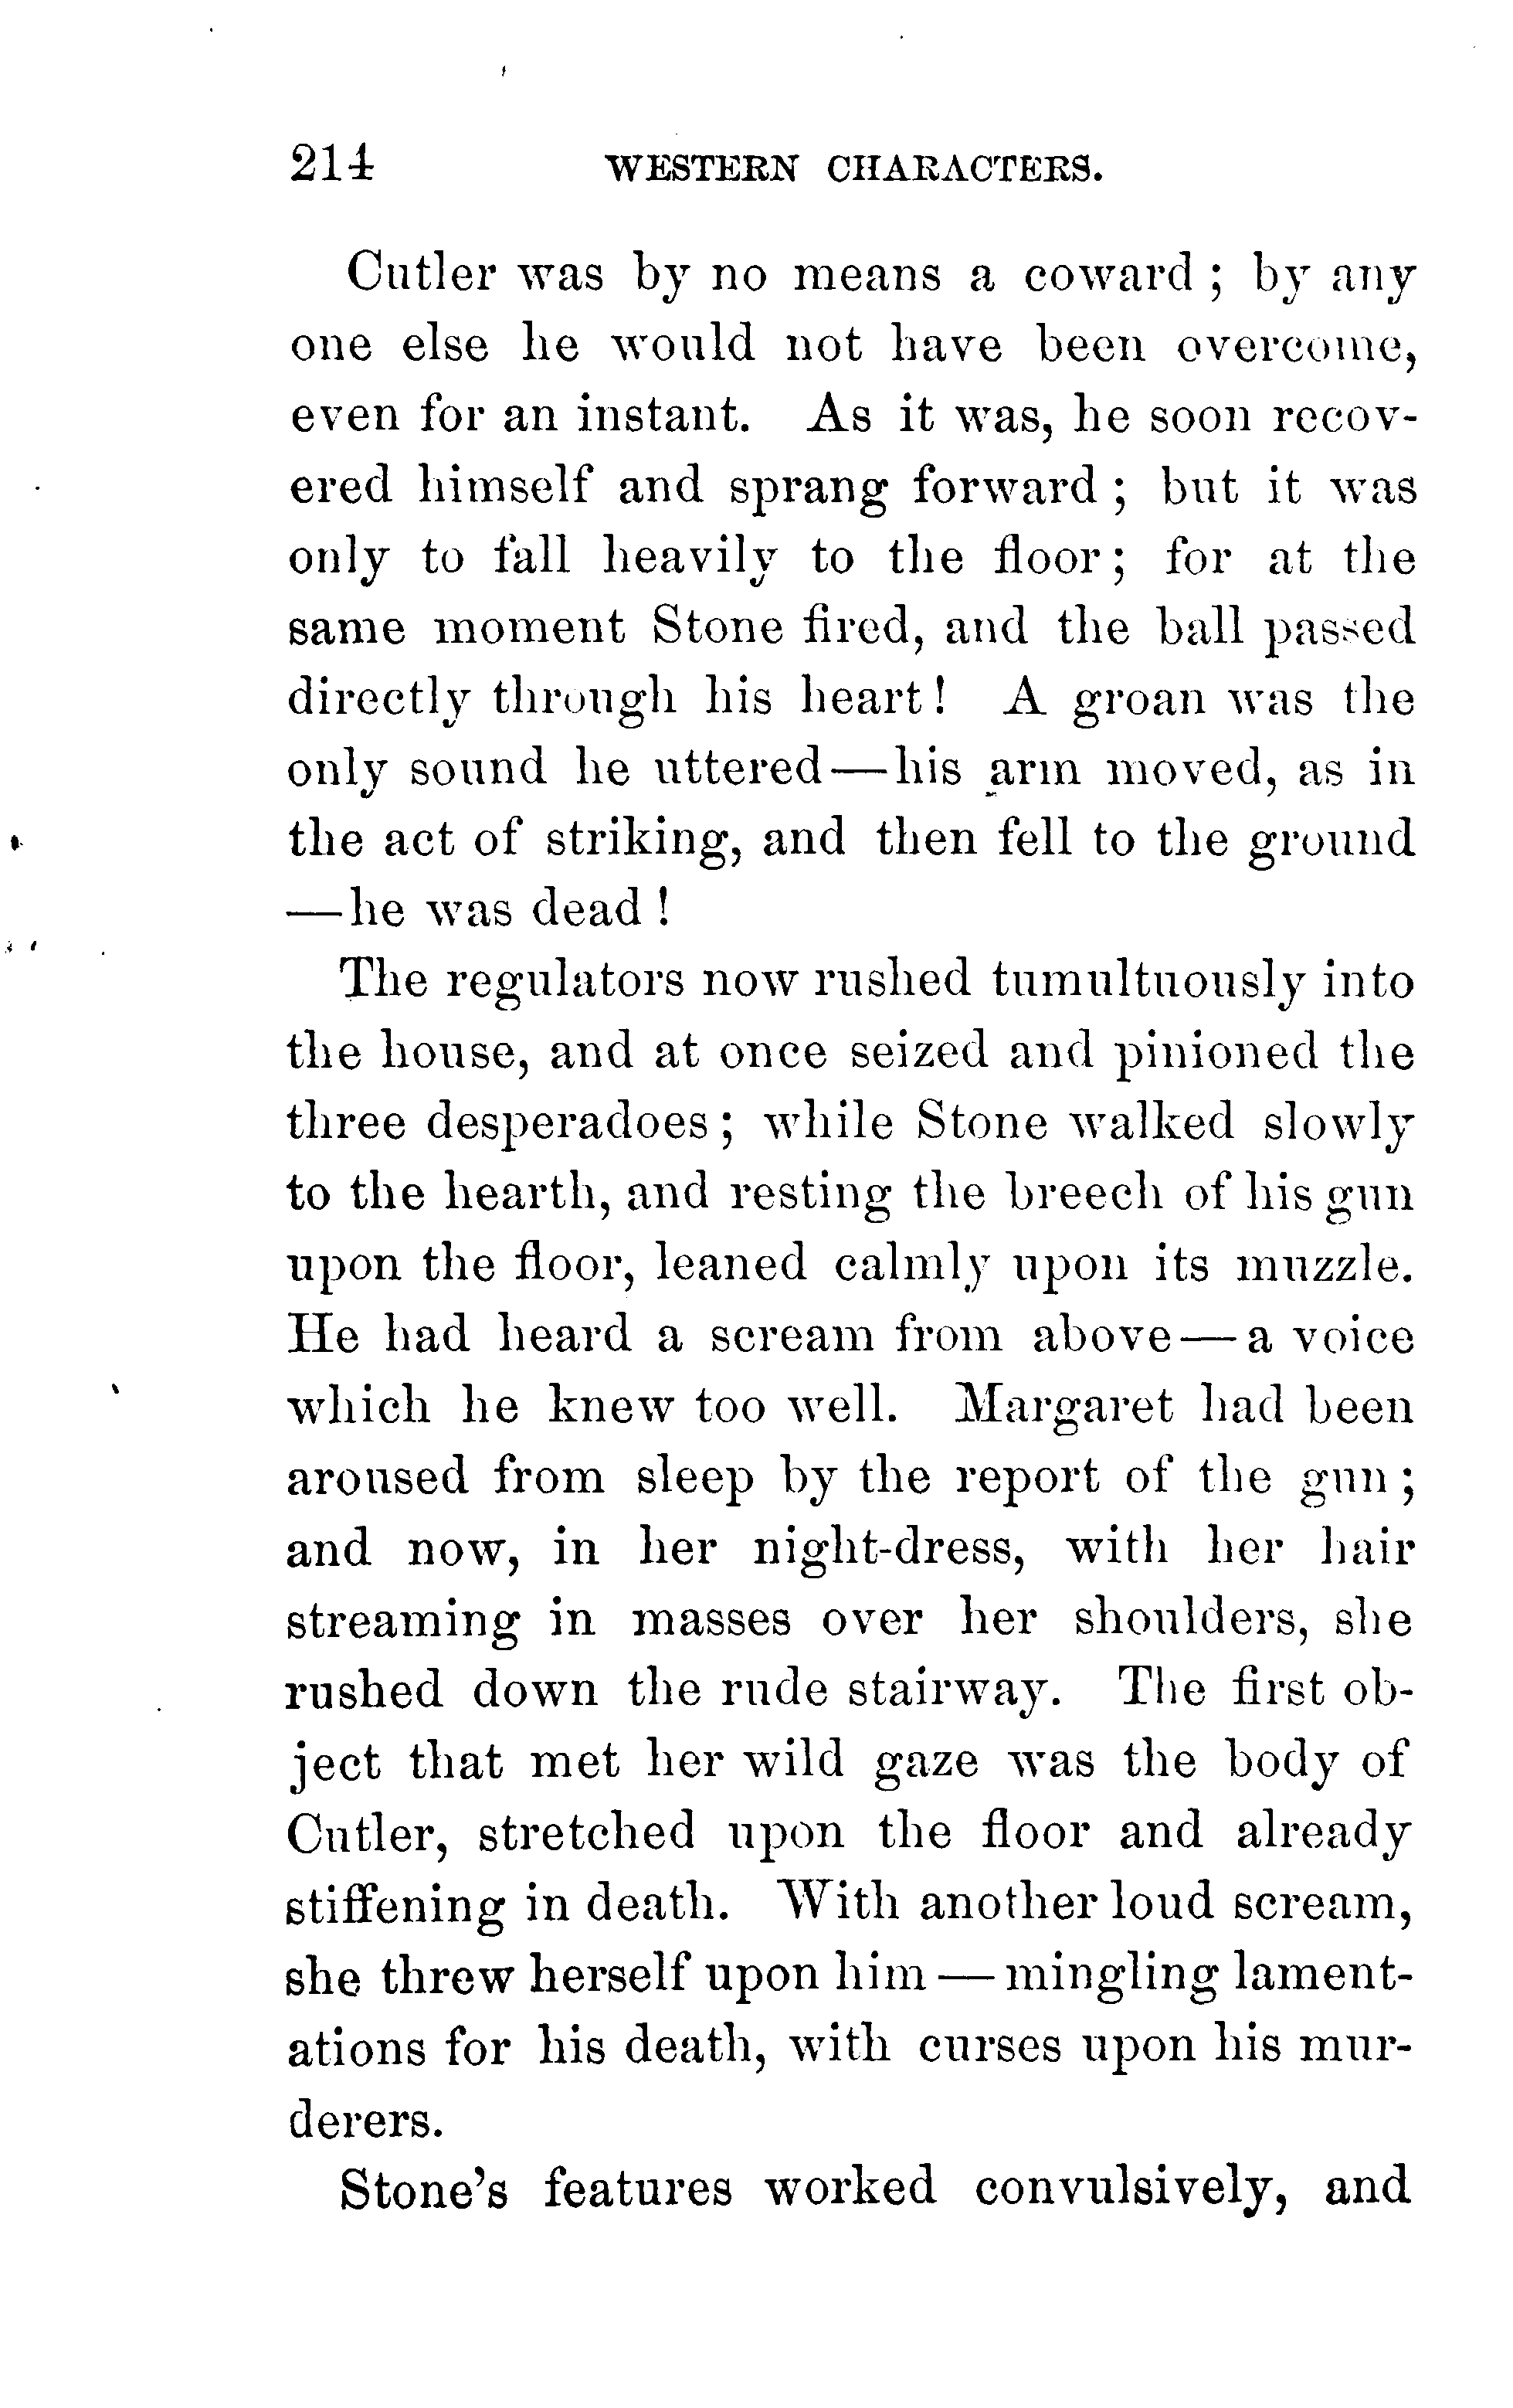 214 WESTERN CHARACTERS.
Cutler was by no means a coward ; by any
one else he would not have been overcome,
even for an instant. As it was, he soon recov-
ered himself and sprang forward ; but it was
only to fall heavily to the floor ; for at the
same moment Stone fired, and the ball passed
directly through his heart ! A groan was the
only sound he uttered—his arm moved, as in
the act of striking, and then fell to the ground
—he was dead !
The regulators now rushed tumultuously into
the house, and at once seized and pinioned the
three desperadoes ; while Stone walked slowly
to the hearth, and resting the breech of his gun
upon the floor, leaned calmly upon its muzzle.
He had heard a scream from above—a voice
which he knew too well. Margaret had been
aroused from sleep by the report of the gun ;
and now, in her night-dress, with her hair
streaming in masses over her shoulders, she
rushed down the rude stairway. The first ob-
ject that met her wild gaze was the body of
Cutler, stretched upon the floor and already
stiffening in death. With another loud scream,
she threw herself upon him—mingling lament-
ations for his death, with curses upon his mur-
derers.
Stone's features worked convulsively, and